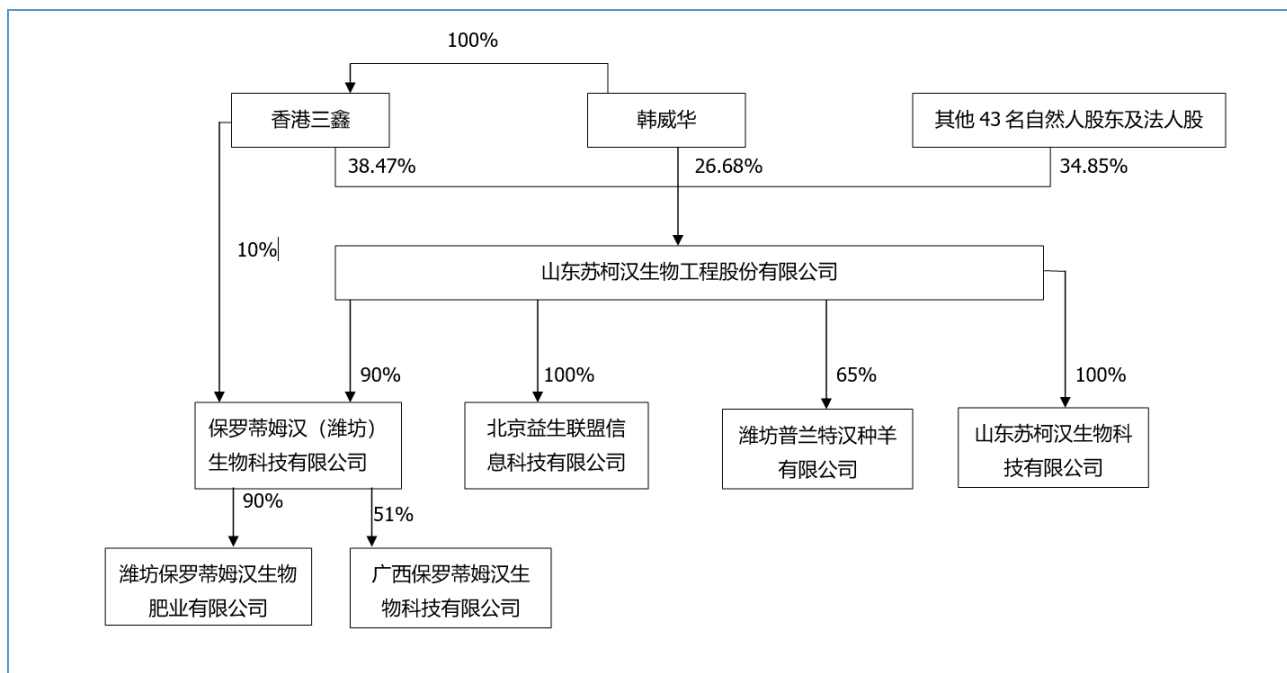 100%
香港三鑫
韩威华
其他 43 名自然人股东及法人股
38.47%
26.68%
34.85%
10%
山东苏柯汉生物工程股份有限公司
90%
100%
65%
100%
保罗蒂姆汉（潍坊）
生物科技有限公司
北京益生联盟信
息科技有限公司
潍坊普兰特汉种羊
有限公司
山东苏柯汉生物科
技有限公司
90%
51%
潍坊保罗蒂姆汉生物
肥业有限公司
广西保罗蒂姆汉生
物科技有限公司